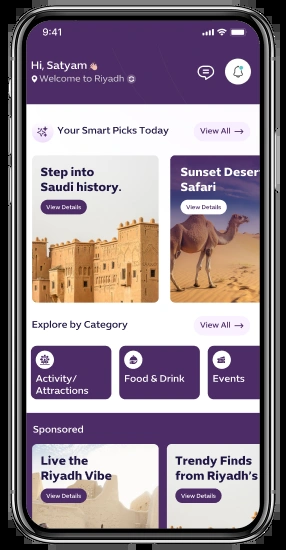 9:41
Hi, Satyam
Welcome to Riyadh
Your Smart Picks Today
View All →
Step into
Saudi history.
View Details
Sunset Deser
Safari
View Details
Explore by Category
View All →
Activity/
Attractions
Food & Drink
Events
Sponsored
Live the
Riyadh Vibe
View Details
Trendy Finds
from Riyadh's
View Details